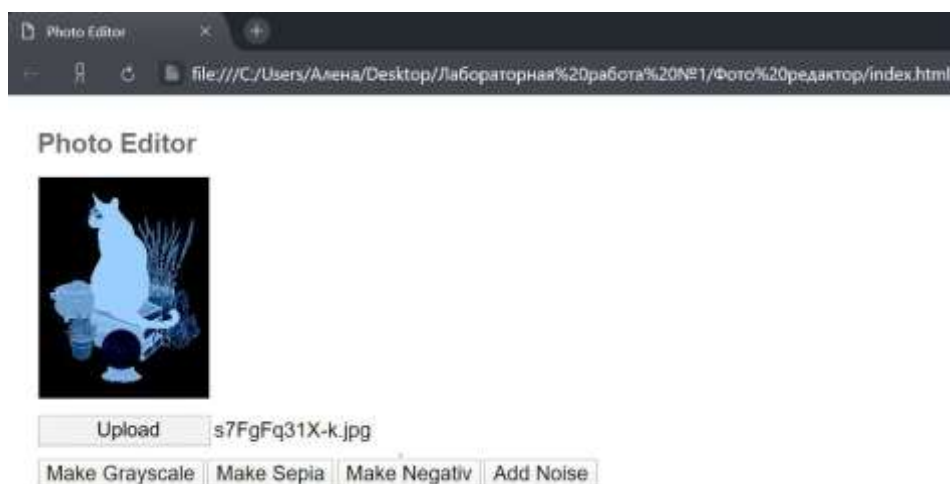 Photo Editor
Я file:///C:/Users/Алена/Desktop/Лабораторная%20работа%20№1/Фото%20редактор/index.html
Photo Editor
Upload s7FgFq31X-k.jpg
Make Grayscale Make Sepia Make Negativ Add Noise